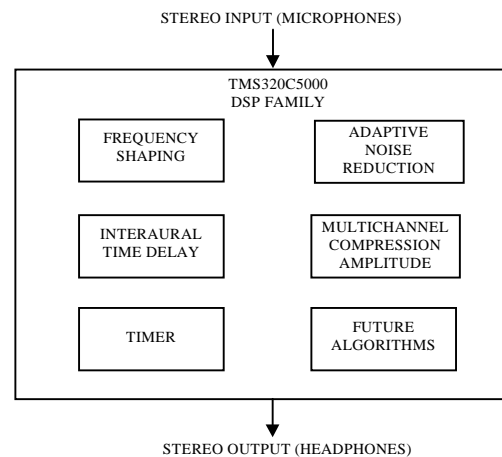 STEREO INPUT (MICROPHONES)
TMS320C5000
DSP FAMILY
FREQUENCY
SHAPING
ADAPTIVE
NOISE
REDUCTION
INTERAURAL
TIME DELAY
MULTICHANNEL
COMPRESSION
AMPLITUDE
TIMER
FUTURE
ALGORITHMS
STEREO OUTPUT (HEADPHONES)